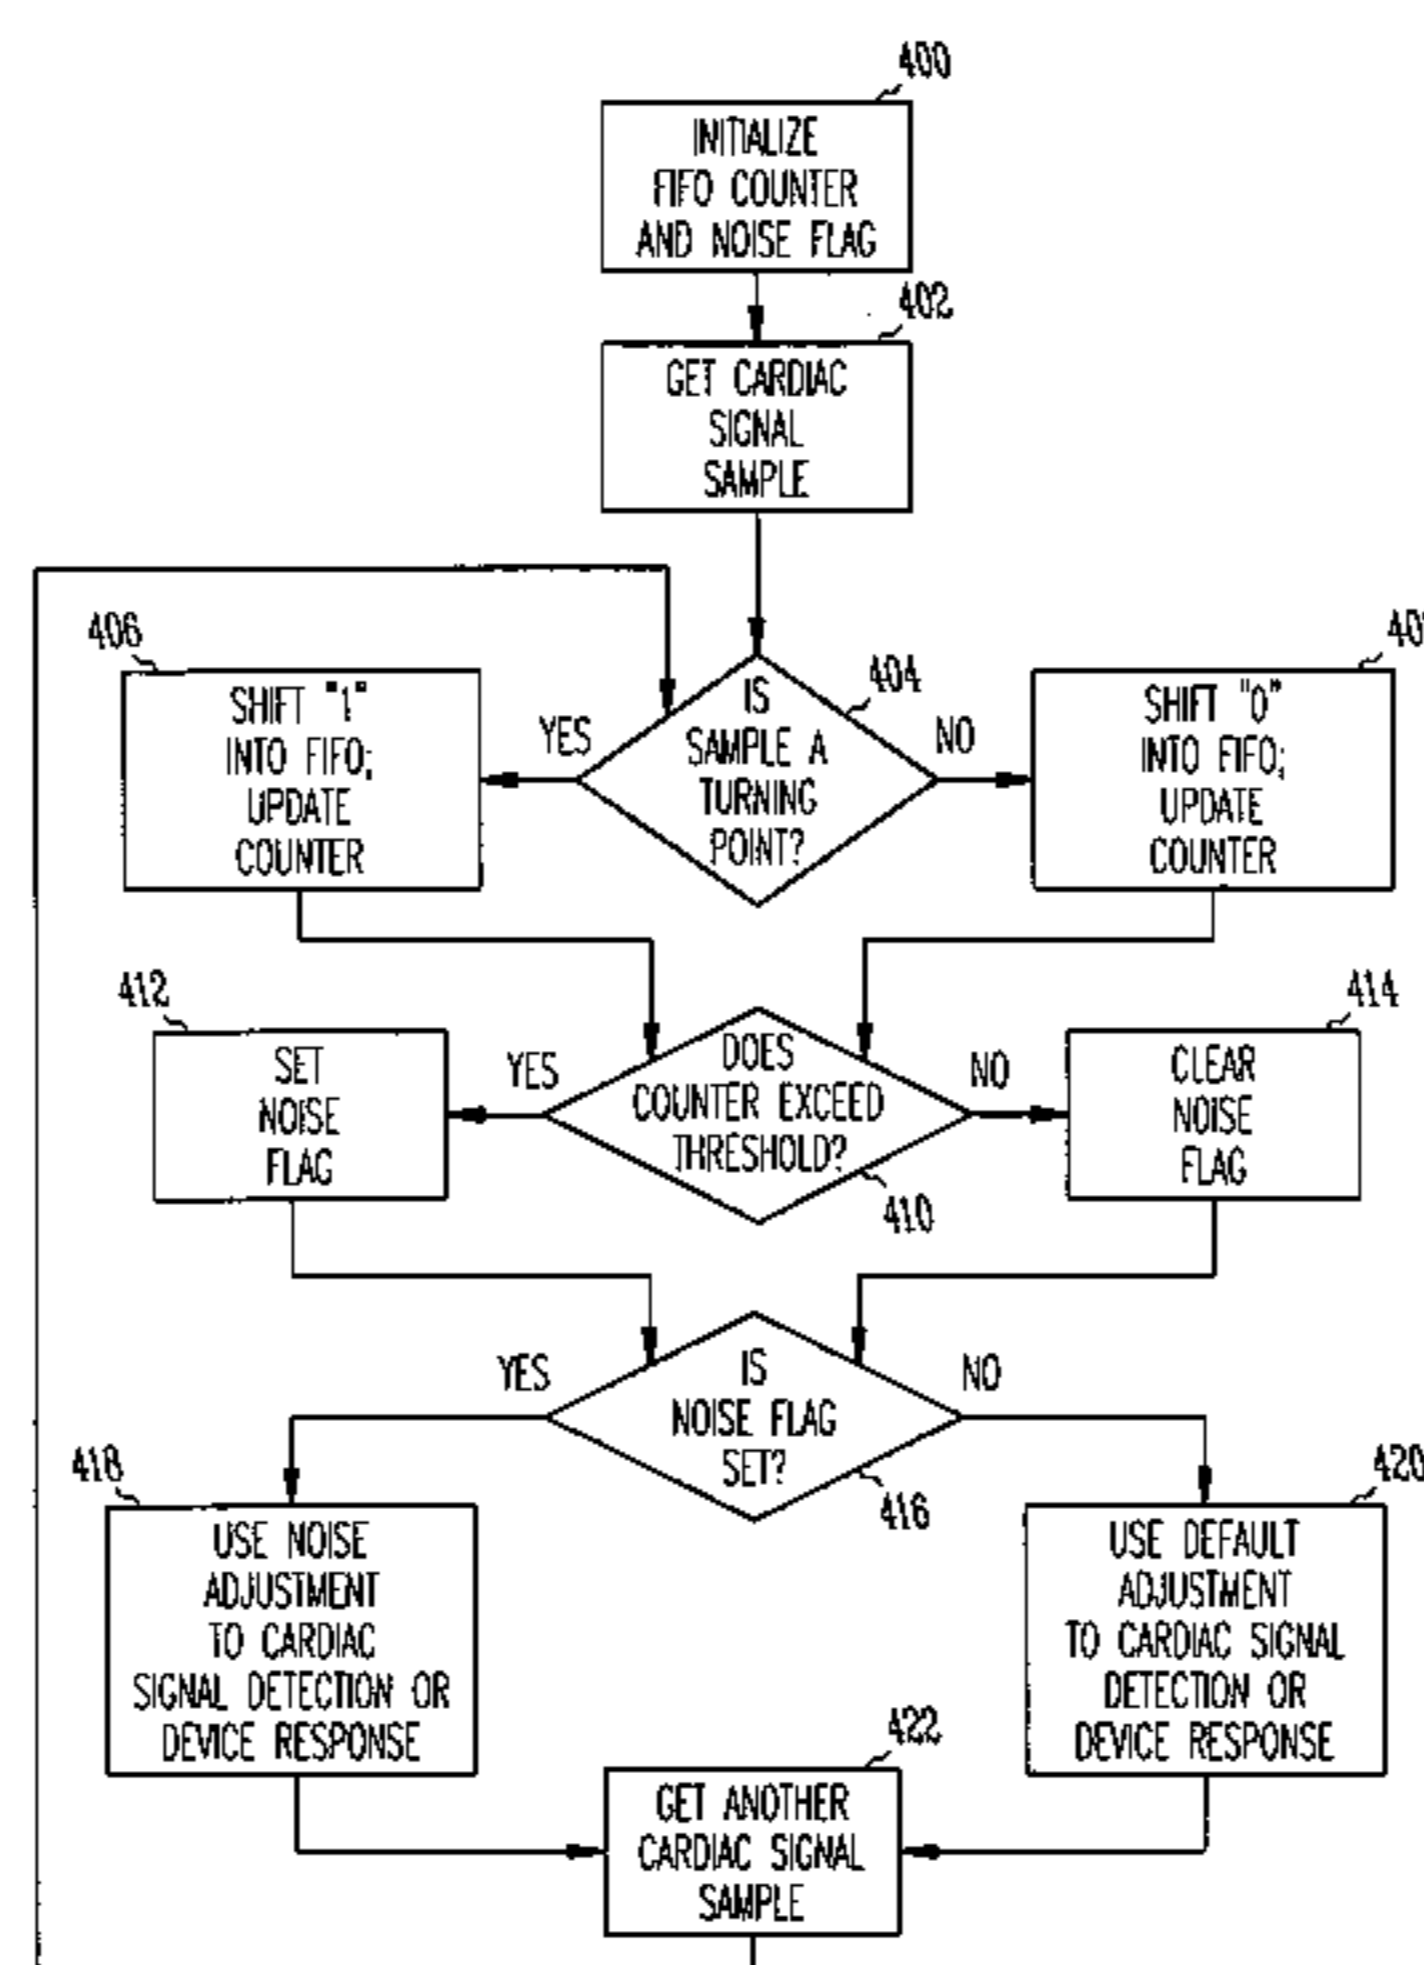 400
INITIALIZE
FIFO COUNTER
AND NOISE FLAG
402
GET CARDIAC
SIGNAL
SAMPLE
406
SHIFT "1"
INTO FIFO;
UPDATE
COUNTER
YES
IS
SAMPLE A
TURNING
POINT?
404
NO
SHIFT "0"
INTO FIFO;
UPDATE
COUNTER
412
SET
NOISE
FLAG
YES
DOES
COUNTER EXCEED
THRESHOLD?
410
NO
414
CLEAR
NOISE
FLAG
YES
IS
NOISE FLAG
SET?
416
NO
418
USE NOISE
ADJUSTMENT
TO CARDIAC
SIGNAL DETECTION OR
DEVICE RESPONSE
420
USE DEFAULT
ADJUSTMENT
TO CARDIAC SIGNAL
DETECTION OR
DEVICE RESPONSE
422
GET ANOTHER
CARDIAC SIGNAL
SAMPLE